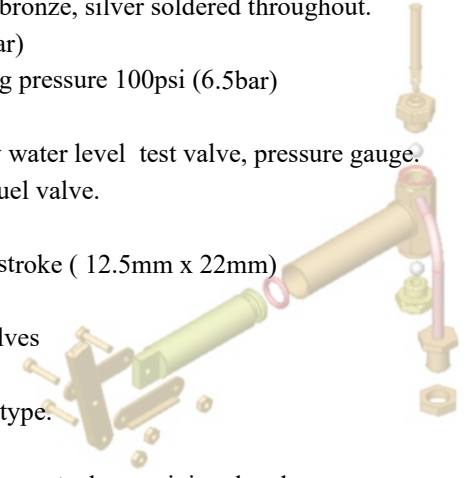 bronze, silver soldered throughout.
ar)
g pressure 100psi (6.5bar)
water level  test valve, pressure gauge.
uel valve.
stroke ( 12.5mm x 22mm)
lves
type.